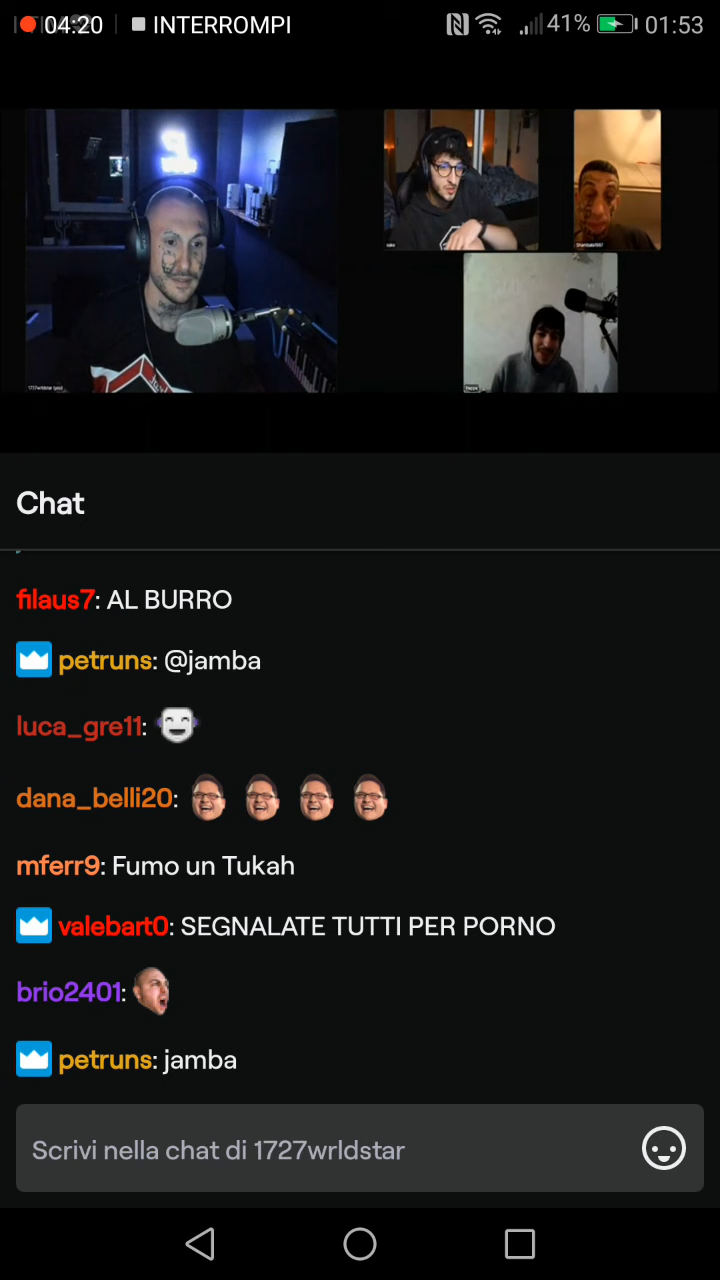 04:20 INTERROMPI 41% 01:53
1727wrldstar
Chat
filaus7: AL BURRO
petruns: @jamba
luca_gre11:
dana_belli20:
mferr9: Fumo un Tukah
valebart0: SEGNALATE TUTTI PER PORNO
brio2401:
petruns: jamba
Scrivi nella chat di 1727wrldstar